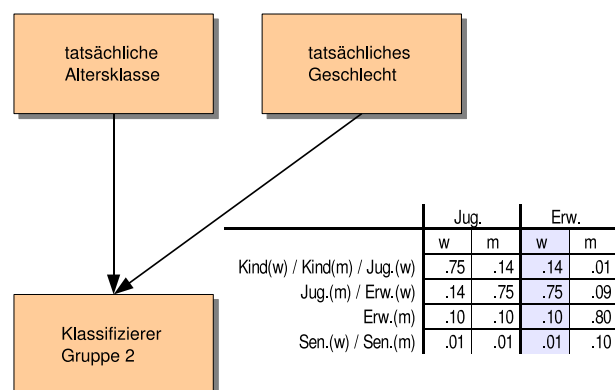 tatsächliche
Altersklasse
tatsächliches
Geschlecht
Jug. Erw.
w m w m
Kind(w) / Kind(m) / Jug.(w) .75 .14 .14 .01
Jug.(m) / Erw.(w) .14 .75 .75 .09
Erw.(m) .10 .10 .10 .80
Sen.(w) / Sen.(m) .01 .01 .01 .10
Klassifizierer
Gruppe 2